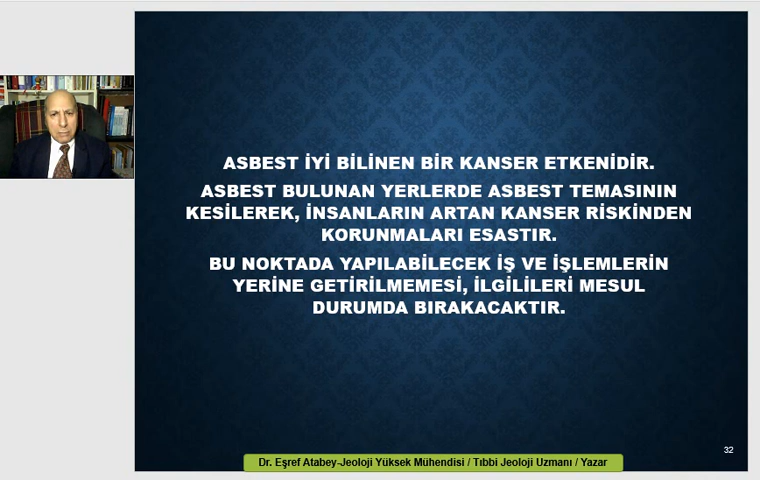 ASBEST İYİ BİLİNEN BİR KANSER ETKENİDİR.
ASBEST BULUNAN YERLERDE ASBEST TEMASININ
KESİLEREK, İNSANLARIN ARTAN KANSER RİSKİNDEN
KORUNMALARI ESASTIR.
BU NOKTADA YAPILABİLECEK İŞ VE İŞLEMLERİN
YERİNE GETİRİLMEMESİ, İLGİLİLERİ MESUL
DURUMDA BIRAKACAKTIR.
32
Dr. Eşref Atabey-Jeoloji Yüksek Mühendisi / Tıbbi Jeoloji Uzmanı / Yazar